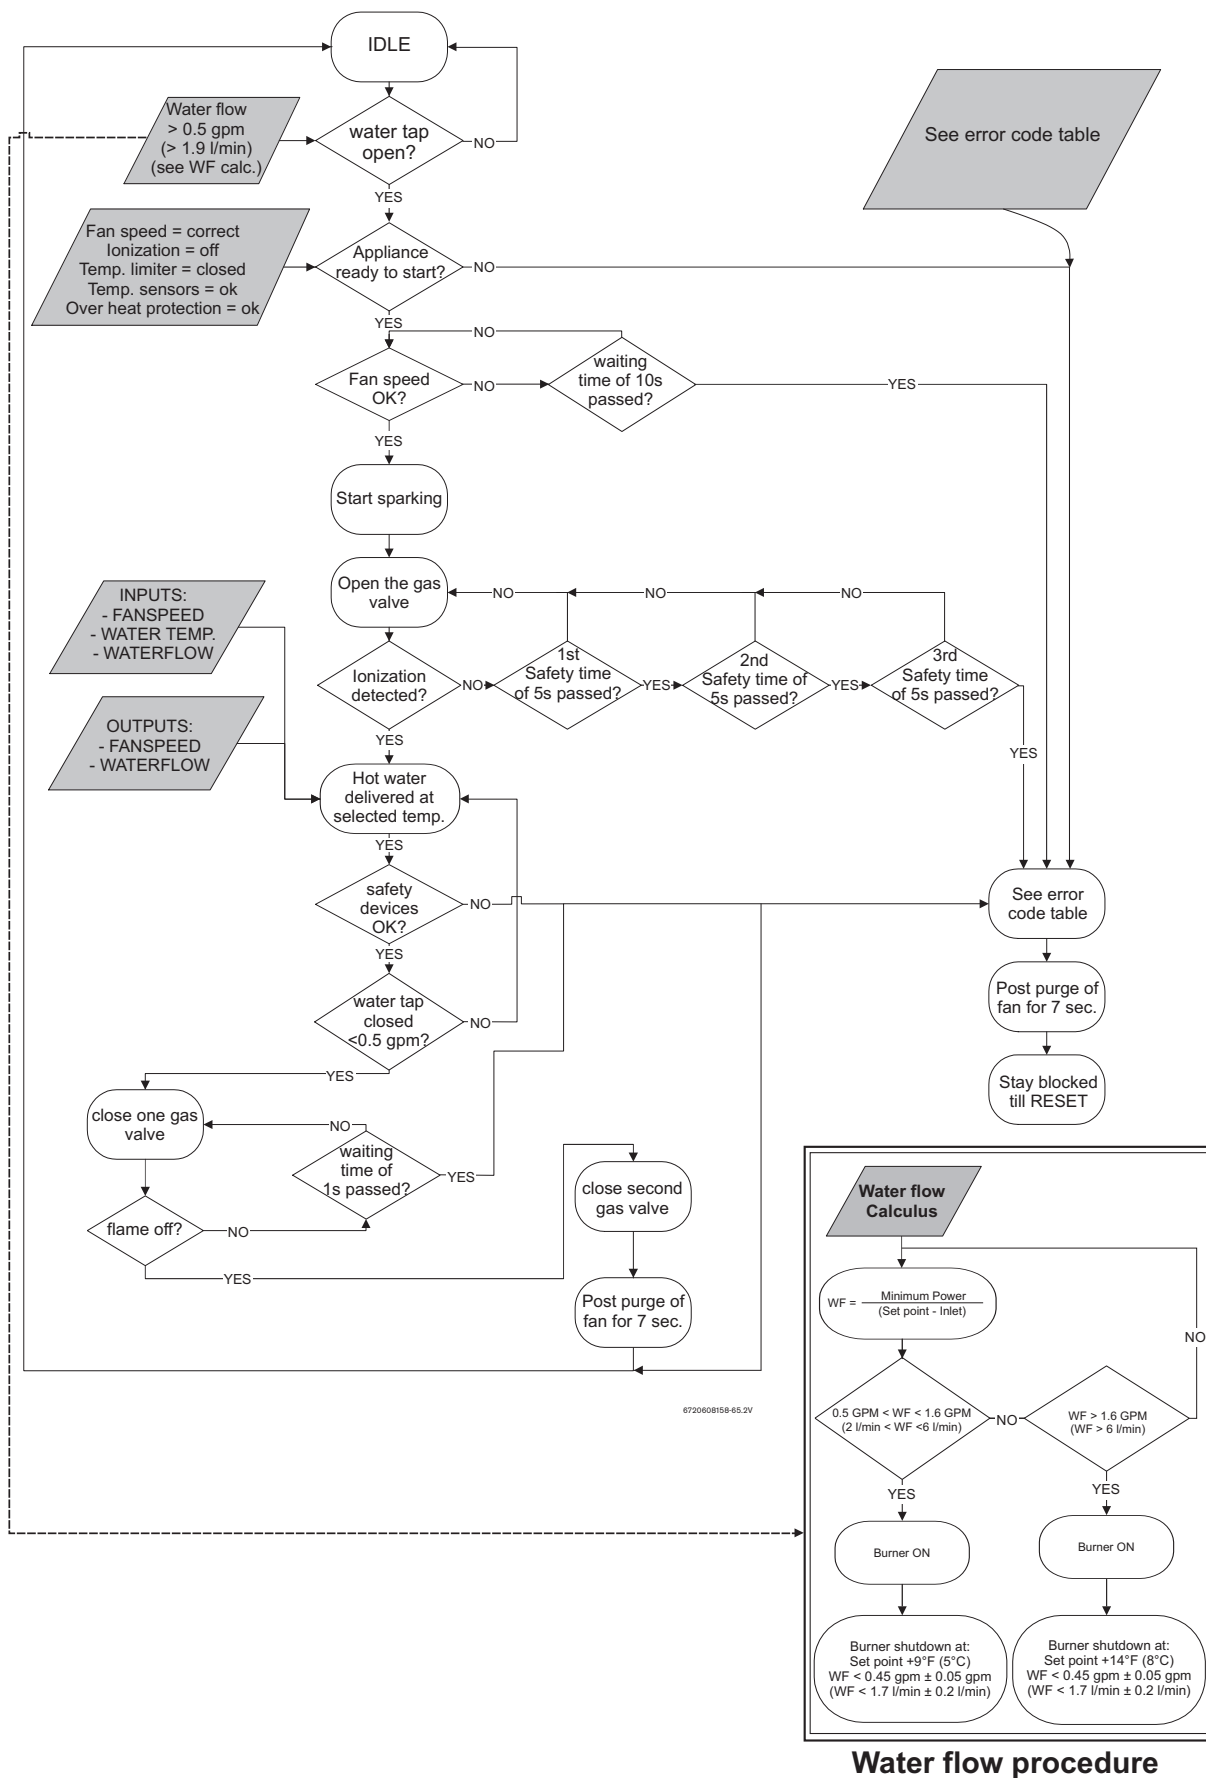 IDLE
Water flow
> 0.5 gpm
(> 1.9 l/min)
(see WF calc.)
water tap
open?
NO
See error code table
YES
Fan speed = correct
Ionization = off
Temp. limiter = closed
Temp. sensors = ok
Over heat protection = ok
Appliance
ready to start?
NO
YES
NO
Fan speed
OK?
NO
waiting
time of 10s
passed?
YES
YES
Start sparking
Open the gas
valve
NO
NO
NO
INPUTS:
- FANSPEED
- WATER TEMP.
- WATERFLOW
Ionization
detected?
NO
1st
Safety time
of 5s passed?
YES
2nd
Safety time of
5s passed?
YES
3rd
Safety time
of 5s passed?
YES
OUTPUTS:
- FANSPEED
- WATERFLOW
YES
Hot water
delivered at
selected temp.
YES
safety
devices
OK?
NO
See error
code table
YES
water tap
closed
<0.5 gpm?
NO
Post purge of
fan for 7 sec.
YES
Stay blocked
till RESET
close one gas
valve
NO
waiting
time of
1s passed?
YES
flame off?
NO
YES
close second
gas valve
Post purge of
fan for 7 sec.
6720608158-65.2V
Water flow
Calculus
WF =
Minimum Power
(Set point - Inlet)
NO
0.5 GPM < WF < 1.6 GPM
(2 l/min < WF <6 l/min)
NO
WF > 1.6 GPM
(WF > 6 l/min)
YES
YES
Burner ON
Burner ON
Burner shutdown at:
Set point +9°F (5°C)
WF < 0.45 gpm ± 0.05 gpm
(WF < 1.7 l/min ± 0.2 l/min)
Burner shutdown at:
Set point +14°F (8°C)
WF < 0.45 gpm ± 0.05 gpm
(WF < 1.7 l/min ± 0.2 l/min)
Water flow procedure